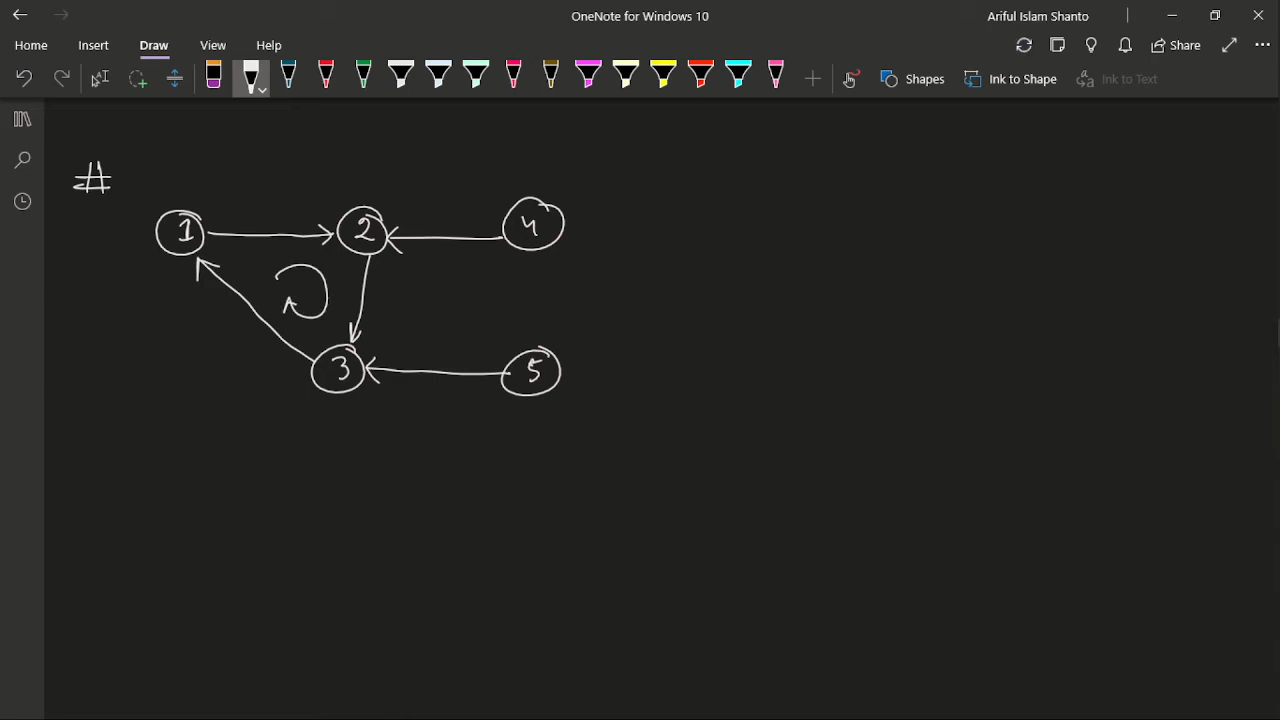 OneNote for Windows 10
Ariful Islam Shanto
Home Insert Draw View Help
Share
Shapes
Ink to Shape
Ink to Text
#
1 2 4
3 5